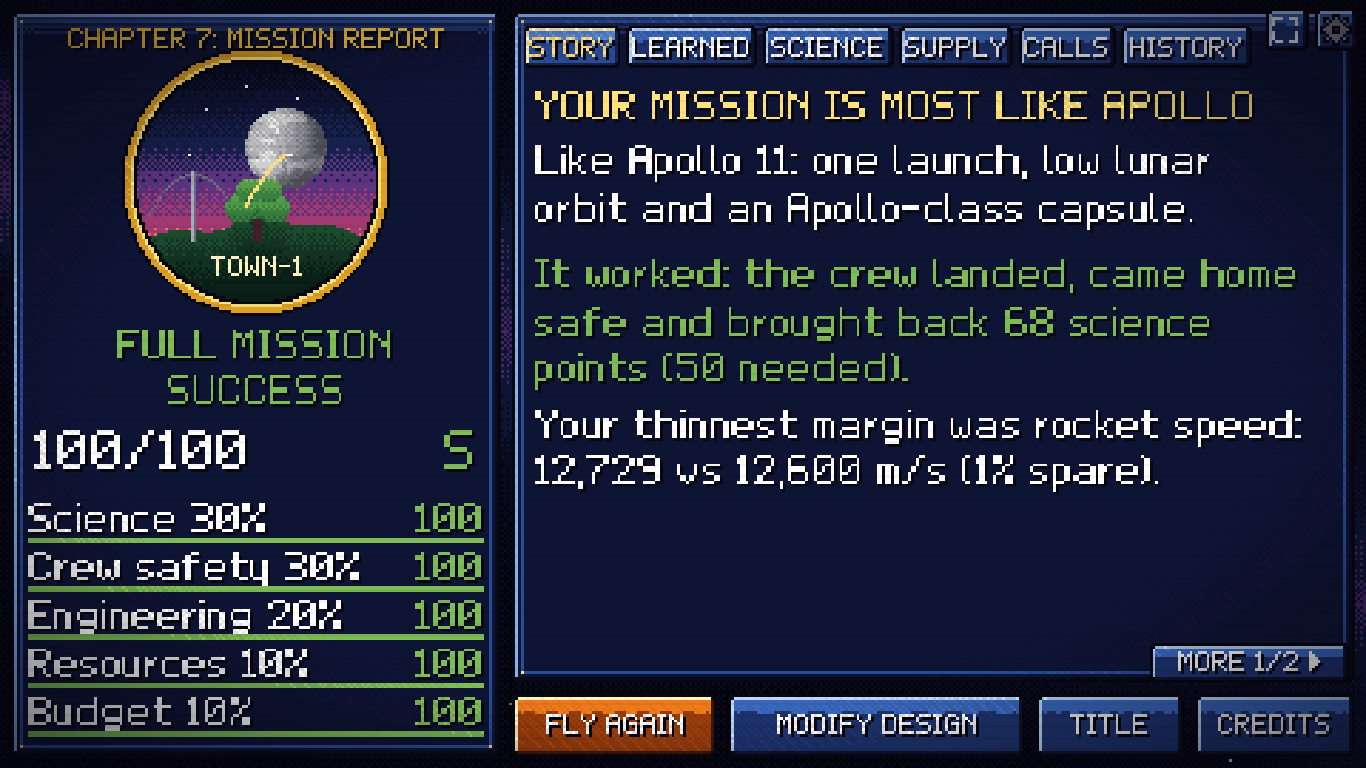 CHAPTER 7: MISSION REPORT
TOWN-1
FULL MISSION
SUCCESS
100/100 S
Science 30% 100
Crew safety 30% 100
Engineering 20% 100
Resources 10% 100
Budget 10% 100
STORY LEARNED SCIENCE SUPPLY CALLS HISTORY
YOUR MISSION IS MOST LIKE APOLLO
Like Apollo 11: one launch, low lunar
orbit and an Apollo-class capsule.
It worked: the crew landed, came home
safe and brought back 68 science
points (50 needed).
Your thinnest margin was rocket speed:
12,729 vs 12,600 m/s (1% spare).
MORE 1/2
FLY AGAIN MODIFY DESIGN TITLE CREDITS